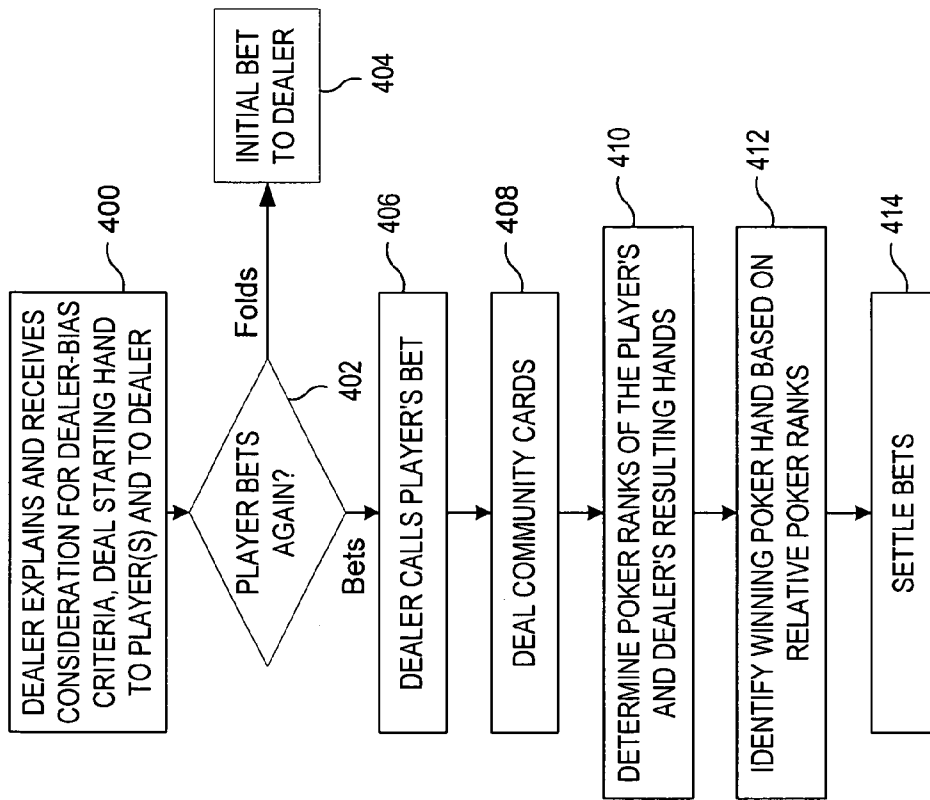 DEALER EXPLAINS AND RECEIVES
CONSIDERATION FOR DEALER-BIAS
CRITERIA, DEAL STARTING HAND
TO PLAYER(S) AND TO DEALER
400
PLAYER BETS
AGAIN?
402
Folds
INITIAL BET
TO DEALER
404
Bets
DEALER CALLS PLAYER'S BET
406
DEAL COMMUNITY CARDS
408
DETERMINE POKER RANKS OF THE PLAYER'S
AND DEALER'S RESULTING HANDS
410
IDENTIFY WINNING POKER HAND BASED ON
RELATIVE POKER RANKS
412
SETTLE BETS
414